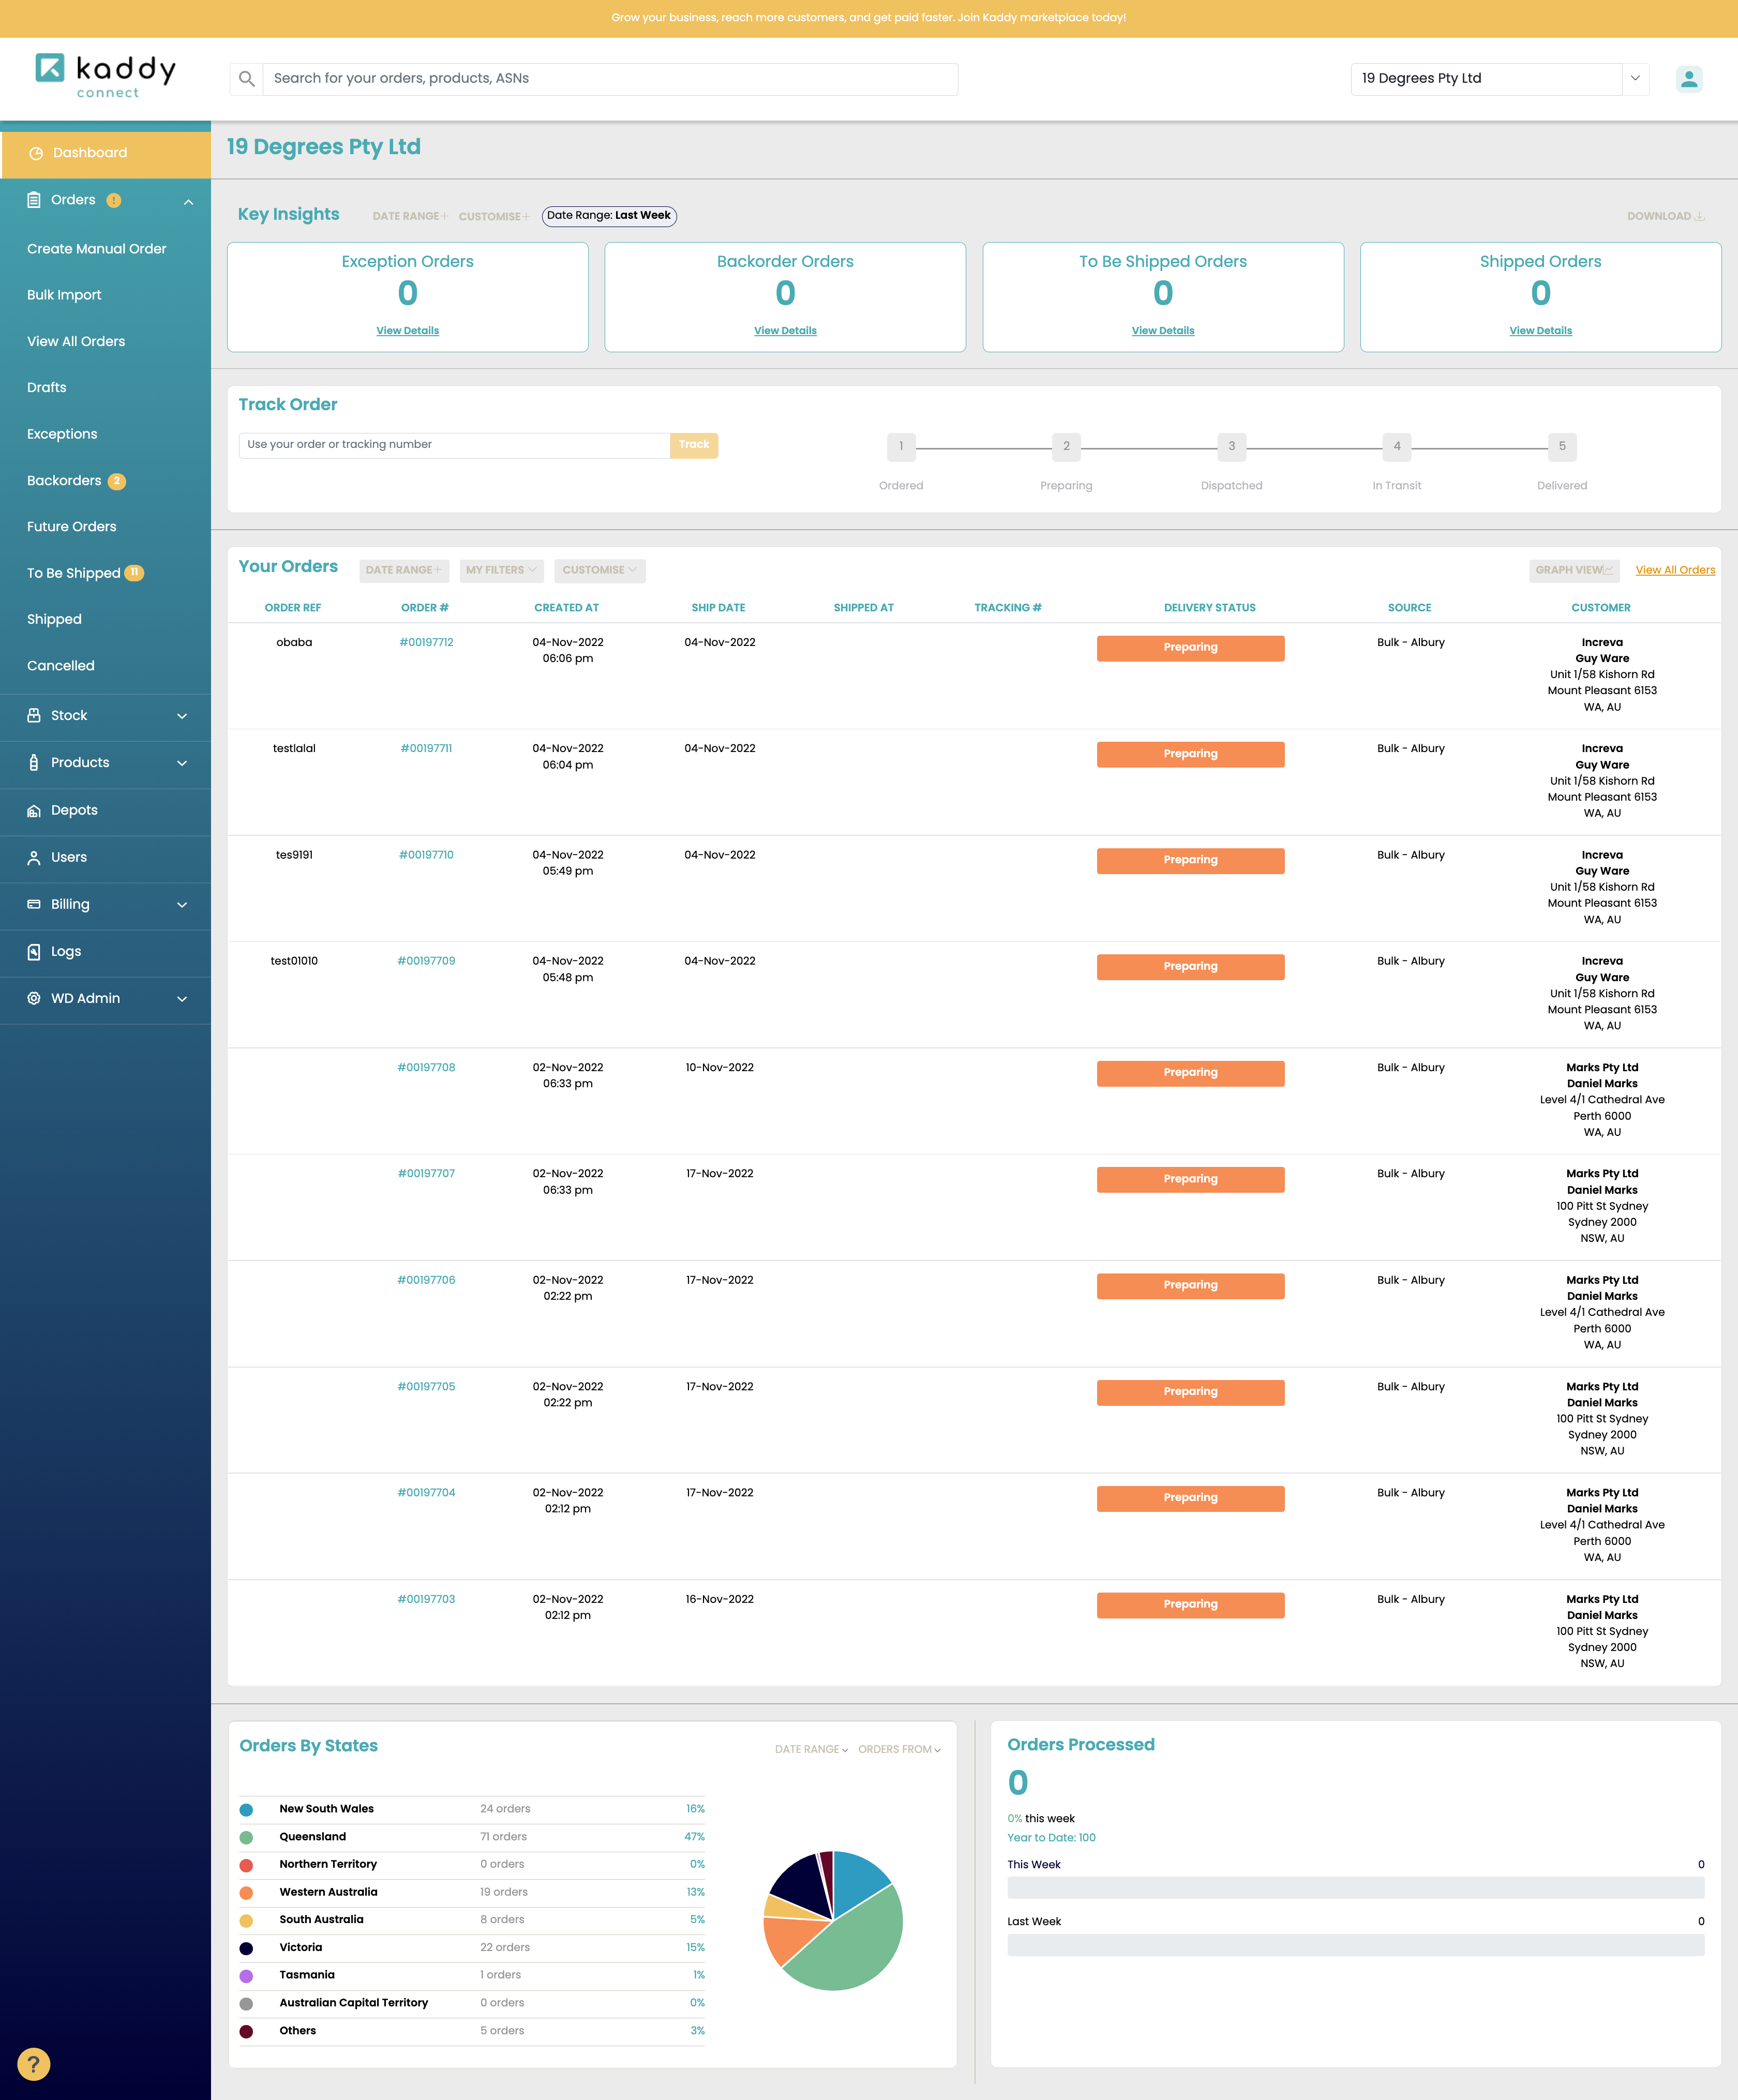 Grow your business, reach more customers, and get paid faster. Join Kaddy marketplace today!
kaddy
connect
Search for your orders, products, ASNs
19 Degrees Pty Ltd
Dashboard
Orders !
Create Manual Order
Bulk Import
View All Orders
Drafts
Exceptions
Backorders 2
Future Orders
To Be Shipped 11
Shipped
Cancelled
Stock
Products
Depots
Users
Billing
Logs
WD Admin
?
19 Degrees Pty Ltd
Key Insights DATE RANGE+ CUSTOMISE+ Date Range: Last Week DOWNLOAD
Exception Orders
0
View Details
Backorder Orders
0
View Details
To Be Shipped Orders
0
View Details
Shipped Orders
0
View Details
Track Order
Use your order or tracking number Track
1 2 3 4 5
Ordered Preparing Dispatched In Transit Delivered
Your Orders DATE RANGE+ MY FILTERS CUSTOMISE GRAPH VIEW View All Orders
ORDER REF ORDER # CREATED AT SHIP DATE SHIPPED AT TRACKING # DELIVERY STATUS SOURCE CUSTOMER
obaba #00197712 04-Nov-2022 04-Nov-2022 Preparing Bulk - Albury Increva
06:06 pm Guy Ware
Unit 1/58 Kishorn Rd
Mount Pleasant 6153
WA, AU
testlalal #00197711 04-Nov-2022 04-Nov-2022 Preparing Bulk - Albury Increva
06:04 pm Guy Ware
Unit 1/58 Kishorn Rd
Mount Pleasant 6153
WA, AU
tes9191 #00197710 04-Nov-2022 04-Nov-2022 Preparing Bulk - Albury Increva
05:49 pm Guy Ware
Unit 1/58 Kishorn Rd
Mount Pleasant 6153
WA, AU
test01010 #00197709 04-Nov-2022 04-Nov-2022 Preparing Bulk - Albury Increva
05:48 pm Guy Ware
Unit 1/58 Kishorn Rd
Mount Pleasant 6153
WA, AU
#00197708 02-Nov-2022 10-Nov-2022 Preparing Bulk - Albury Marks Pty Ltd
06:33 pm Daniel Marks
Level 4/1 Cathedral Ave
Perth 6000
WA, AU
#00197707 02-Nov-2022 17-Nov-2022 Preparing Bulk - Albury Marks Pty Ltd
06:33 pm Daniel Marks
100 Pitt St Sydney
Sydney 2000
NSW, AU
#00197706 02-Nov-2022 17-Nov-2022 Preparing Bulk - Albury Marks Pty Ltd
02:22 pm Daniel Marks
Level 4/1 Cathedral Ave
Perth 6000
WA, AU
#00197705 02-Nov-2022 17-Nov-2022 Preparing Bulk - Albury Marks Pty Ltd
02:22 pm Daniel Marks
100 Pitt St Sydney
Sydney 2000
NSW, AU
#00197704 02-Nov-2022 17-Nov-2022 Preparing Bulk - Albury Marks Pty Ltd
02:12 pm Daniel Marks
Level 4/1 Cathedral Ave
Perth 6000
WA, AU
#00197703 02-Nov-2022 16-Nov-2022 Preparing Bulk - Albury Marks Pty Ltd
02:12 pm Daniel Marks
100 Pitt St Sydney
Sydney 2000
NSW, AU
Orders By States DATE RANGE ORDERS FROM
New South Wales 24 orders 16%
Queensland 71 orders 47%
Northern Territory 0 orders 0%
Western Australia 19 orders 13%
South Australia 8 orders 5%
Victoria 22 orders 15%
Tasmania 1 orders 1%
Australian Capital Territory 0 orders 0%
Others 5 orders 3%
Orders Processed
0
0% this week
Year to Date: 100
This Week 0
Last Week 0